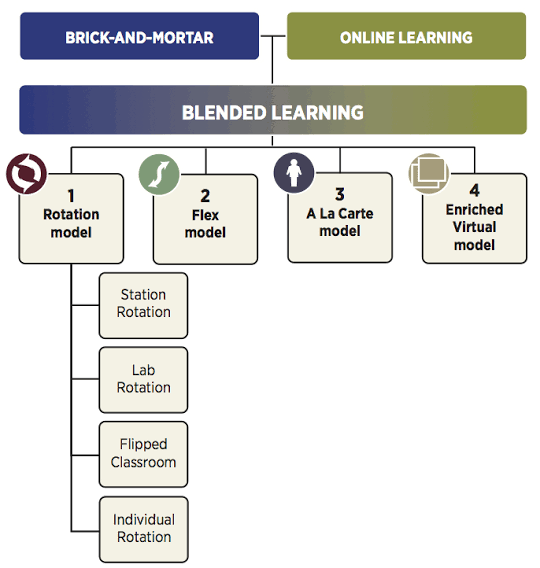 BRICK-AND-MORTAR
ONLINE LEARNING
BLENDED LEARNING
1
Rotation
model
2
Flex
model
3
A La Carte
model
4
Enriched
Virtual
model
Station
Rotation
Lab
Rotation
Flipped
Classroom
Individual
Rotation